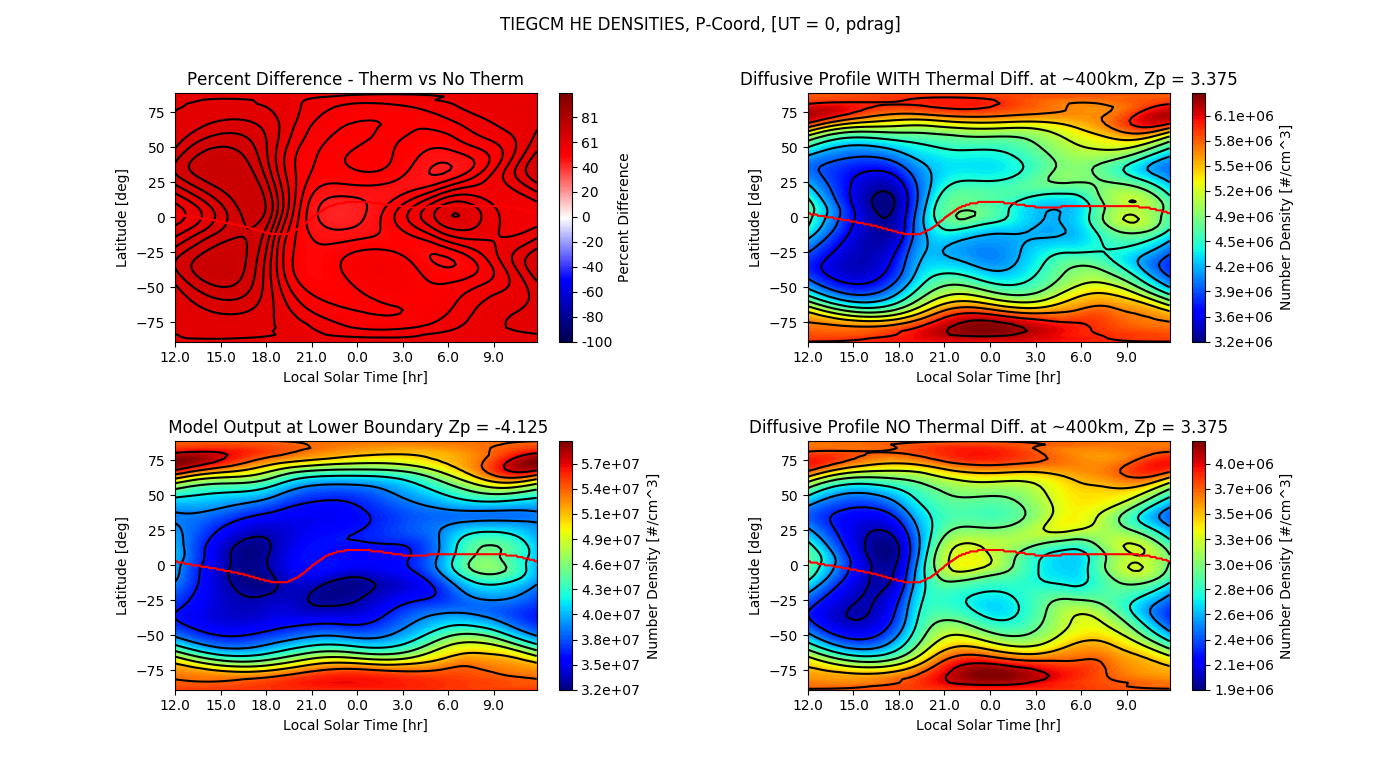 TIEGCM HE DENSITIES, P-Coord, [UT = 0, pdrag]
Percent Difference - Therm vs No Therm
Latitude [deg]
75
50
25
0
−25
−50
−75
12.0 15.0 18.0 21.0 0.0 3.0 6.0 9.0
Local Solar Time [hr]
81
61
40
20
0
-20
-40
-60
-80
-100
Percent Difference
Diffusive Profile WITH Thermal Diff. at ~400km, Zp = 3.375
Latitude [deg]
75
50
25
0
−25
−50
−75
12.0 15.0 18.0 21.0 0.0 3.0 6.0 9.0
Local Solar Time [hr]
6.1e+06
5.8e+06
5.5e+06
5.2e+06
4.9e+06
4.5e+06
4.2e+06
3.9e+06
3.6e+06
3.2e+06
Number Density [#/cm^3]
Model Output at Lower Boundary Zp = -4.125
Latitude [deg]
75
50
25
0
−25
−50
−75
12.0 15.0 18.0 21.0 0.0 3.0 6.0 9.0
Local Solar Time [hr]
5.7e+07
5.4e+07
5.1e+07
4.9e+07
4.6e+07
4.3e+07
4.0e+07
3.8e+07
3.5e+07
3.2e+07
Number Density [#/cm^3]
Diffusive Profile NO Thermal Diff. at ~400km, Zp = 3.375
Latitude [deg]
75
50
25
0
−25
−50
−75
12.0 15.0 18.0 21.0 0.0 3.0 6.0 9.0
Local Solar Time [hr]
4.0e+06
3.7e+06
3.5e+06
3.3e+06
3.0e+06
2.8e+06
2.6e+06
2.4e+06
2.1e+06
1.9e+06
Number Density [#/cm^3]